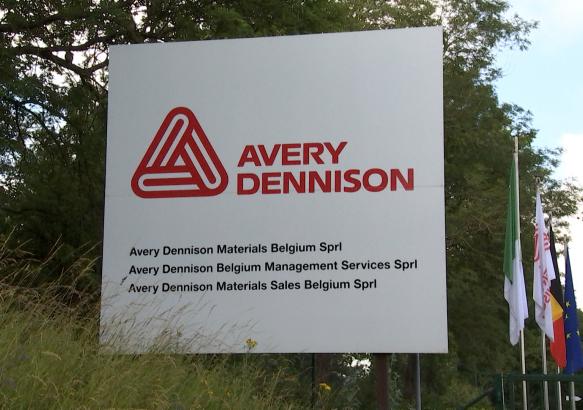 AVERY
DENNISON
Avery Dennison Materials Belgium Sprl
Avery Dennison Belgium Management Services Sprl
Avery Dennison Materials Sales Belgium Sprl